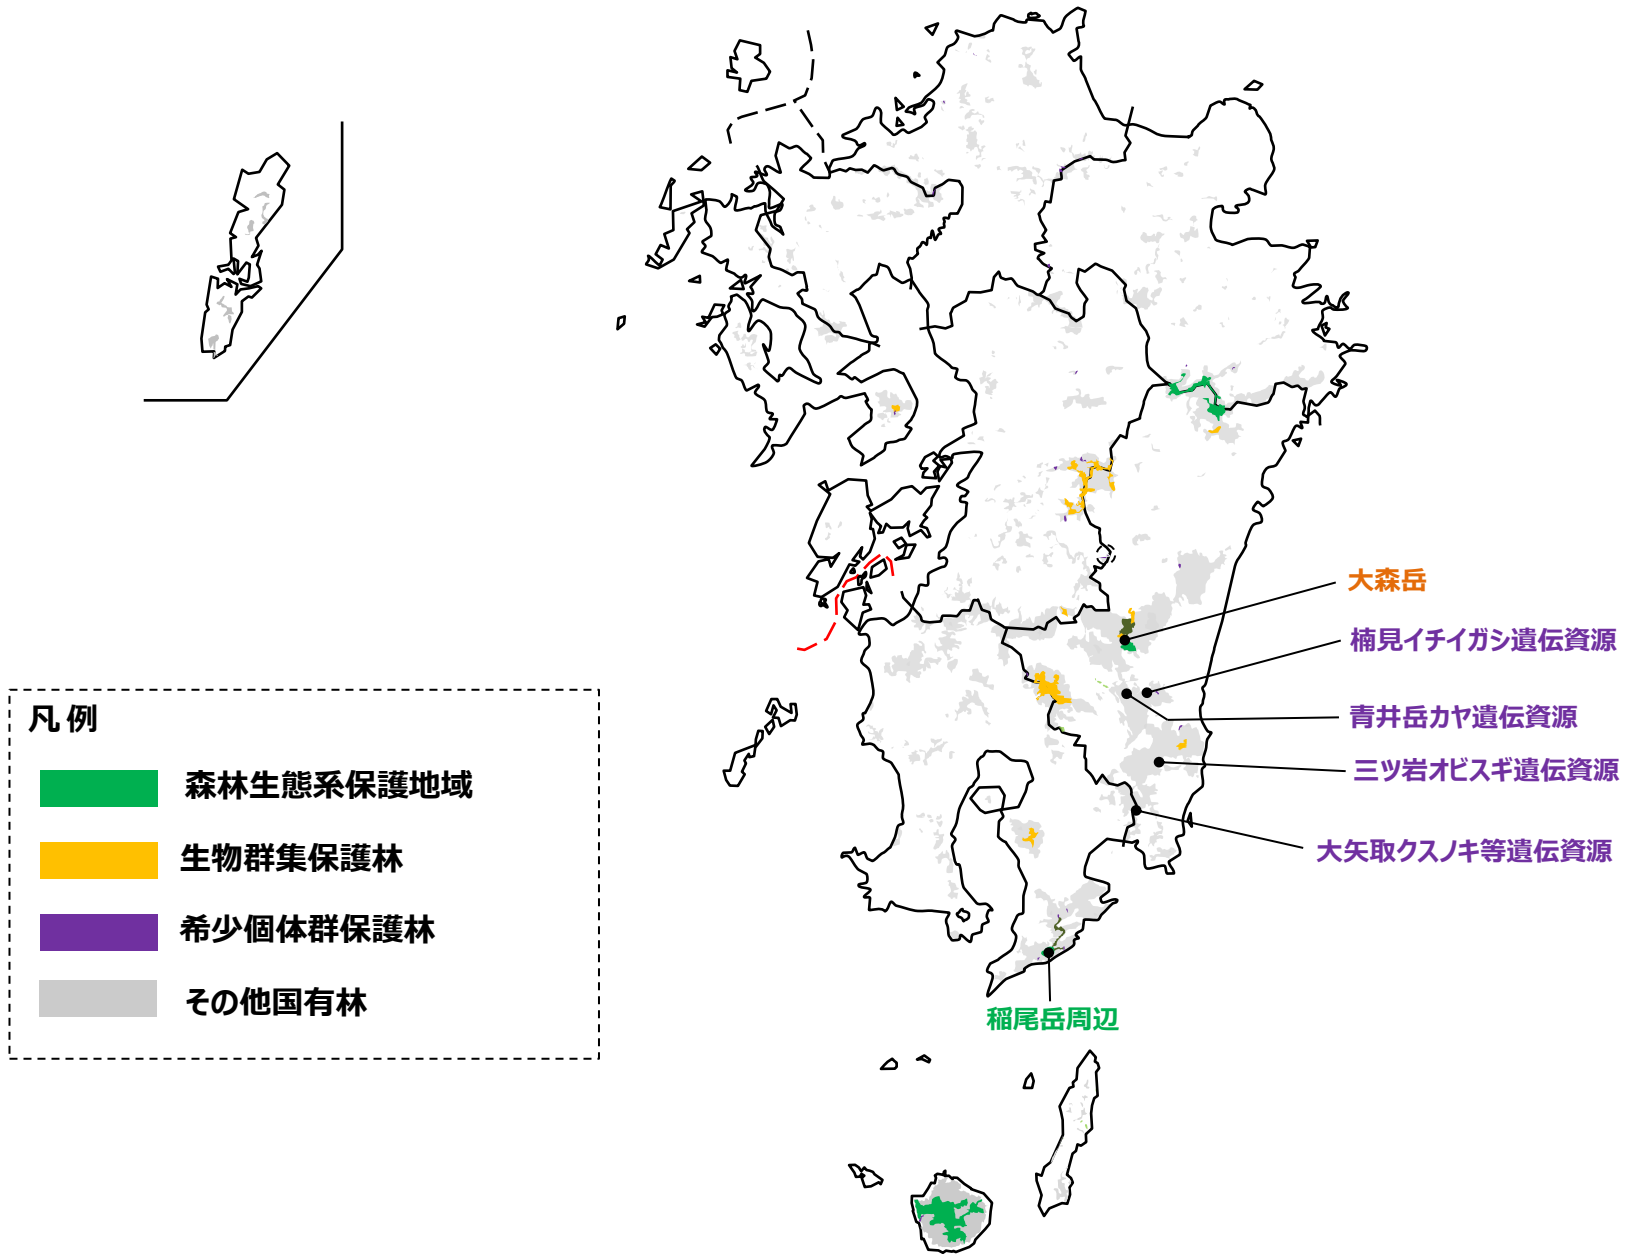 大森岳
楠見イチイガシ遺伝資源
青井岳カヤ遺伝資源
三ツ岩オビスギ遺伝資源
大矢取クスノキ等遺伝資源
稲尾岳周辺
凡 例
森林生態系保護地域
生物群集保護林
希少個体群保護林
その他国有林